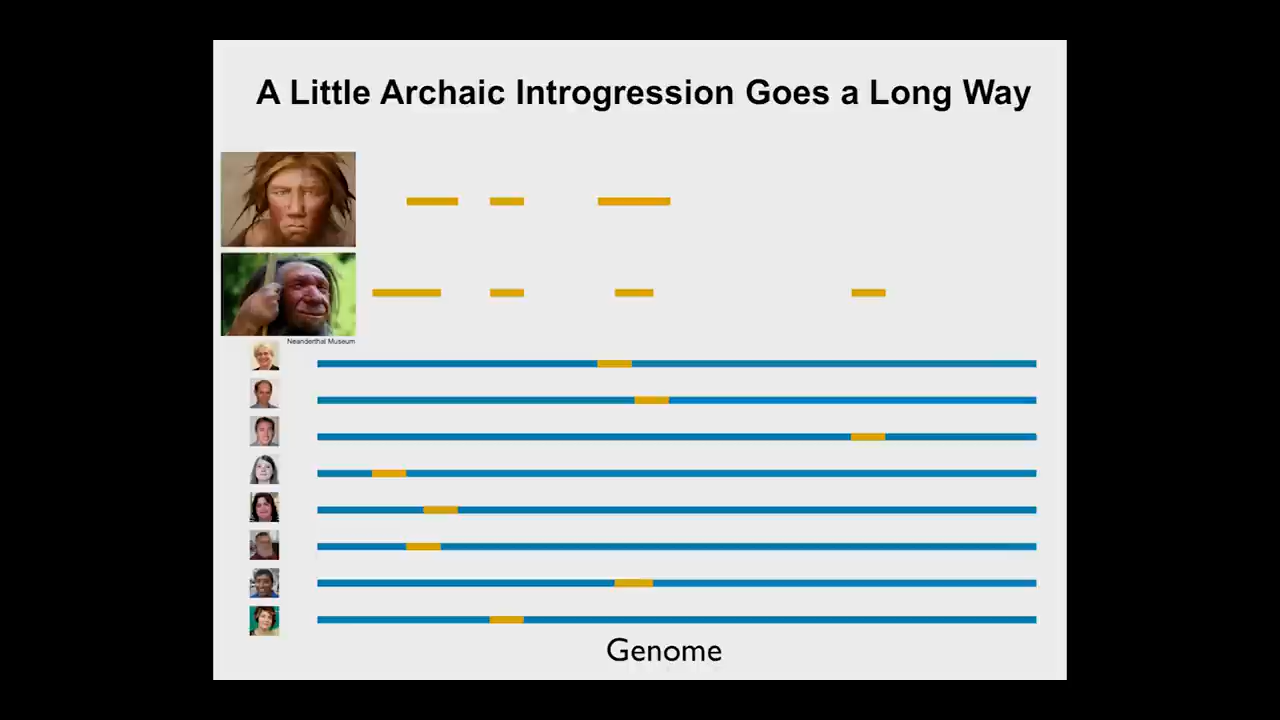 A Little Archaic Introgression Goes a Long Way
Neanderthal Museum
Genome